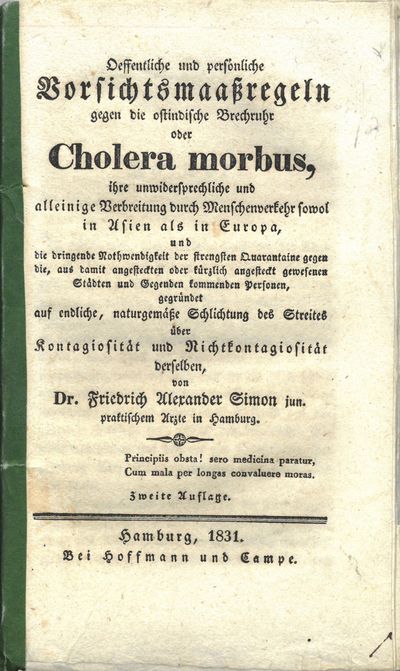 Oeffentliche und persönliche
Vorsichtsmaaßregeln
gegen die ostindische Brechruhr
oder
Cholera morbus,
ihre unwidersprechliche und
alleinige Verbreitung durch Menschenverkehr sowol
in Asien als in Europa,
und
die dringende Nothwendigkeit der strengsten Quarantaine gegen
die, aus damit angesteckten oder kürzlich angesteckt gewesenen
Städten und Gegenden kommenden Personen,
gegründet
auf endliche, naturgemäße Schlichtung des Streites
über
Kontagiosität und Nichtkontagiosität
derselben,
von
Dr. Friedrich Alexander Simon jun.
praktischem Arzte in Hamburg.
Principiis obsta! sero medicina paratur,
Cum mala per longas convaluere moras.
Zweite Auflage.
Hamburg, 1831.
Bei Hoffmann und Campe.